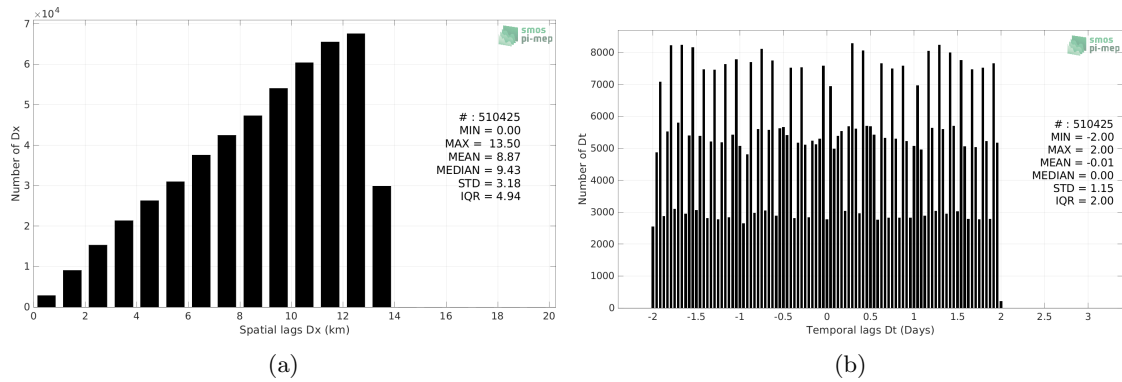 ×10⁴
7
6
5
4
3
2
1
0
Number of Dx
smos
pi-mep
# : 510425
MIN = 0.00
MAX = 13.50
MEAN = 8.87
MEDIAN = 9.43
STD = 3.18
IQR = 4.94
0 2 4 6 8 10 12 14 16 18 20
Spatial lags Dx (km)
(a)
8000
7000
6000
5000
4000
3000
2000
1000
0
Number of Dt
smos
pi-mep
# : 510425
MIN = -2.00
MAX = 2.00
MEAN = -0.01
MEDIAN = 0.00
STD = 1.15
IQR = 2.00
-2 -1.5 -1 -0.5 0 0.5 1 1.5 2 2.5 3
Temporal lags Dt (Days)
(b)